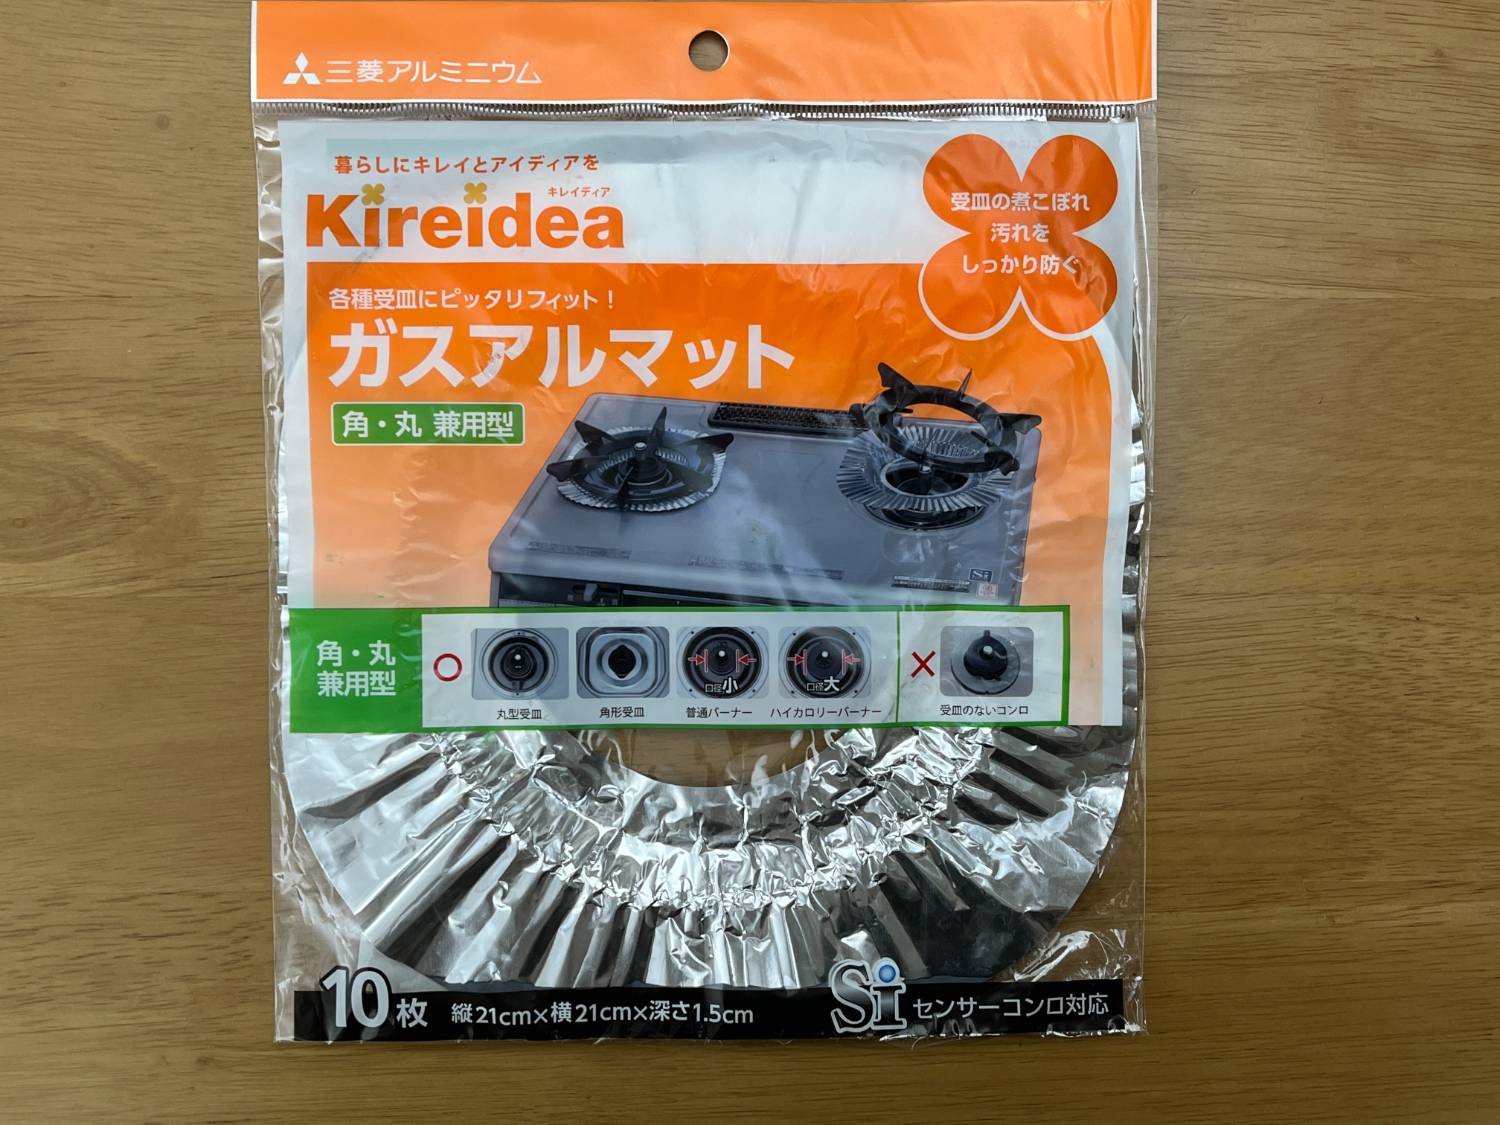 三菱アルミニウム
暮らしにキレイとアイディアを
キレイディア
Kireidea
受皿の煮こぼれ
汚れを
しっかり防ぐ
各種受皿にピッタリフィット！
ガスアルマット
角・丸 兼用型
Si
角・丸
兼用型
口径小
口径大
丸型受皿
角形受皿
普通バーナー
ハイカロリーバーナー
受皿のないコンロ
10枚 縦21cm×横21cm×深さ1.5cm
Si センサーコンロ対応